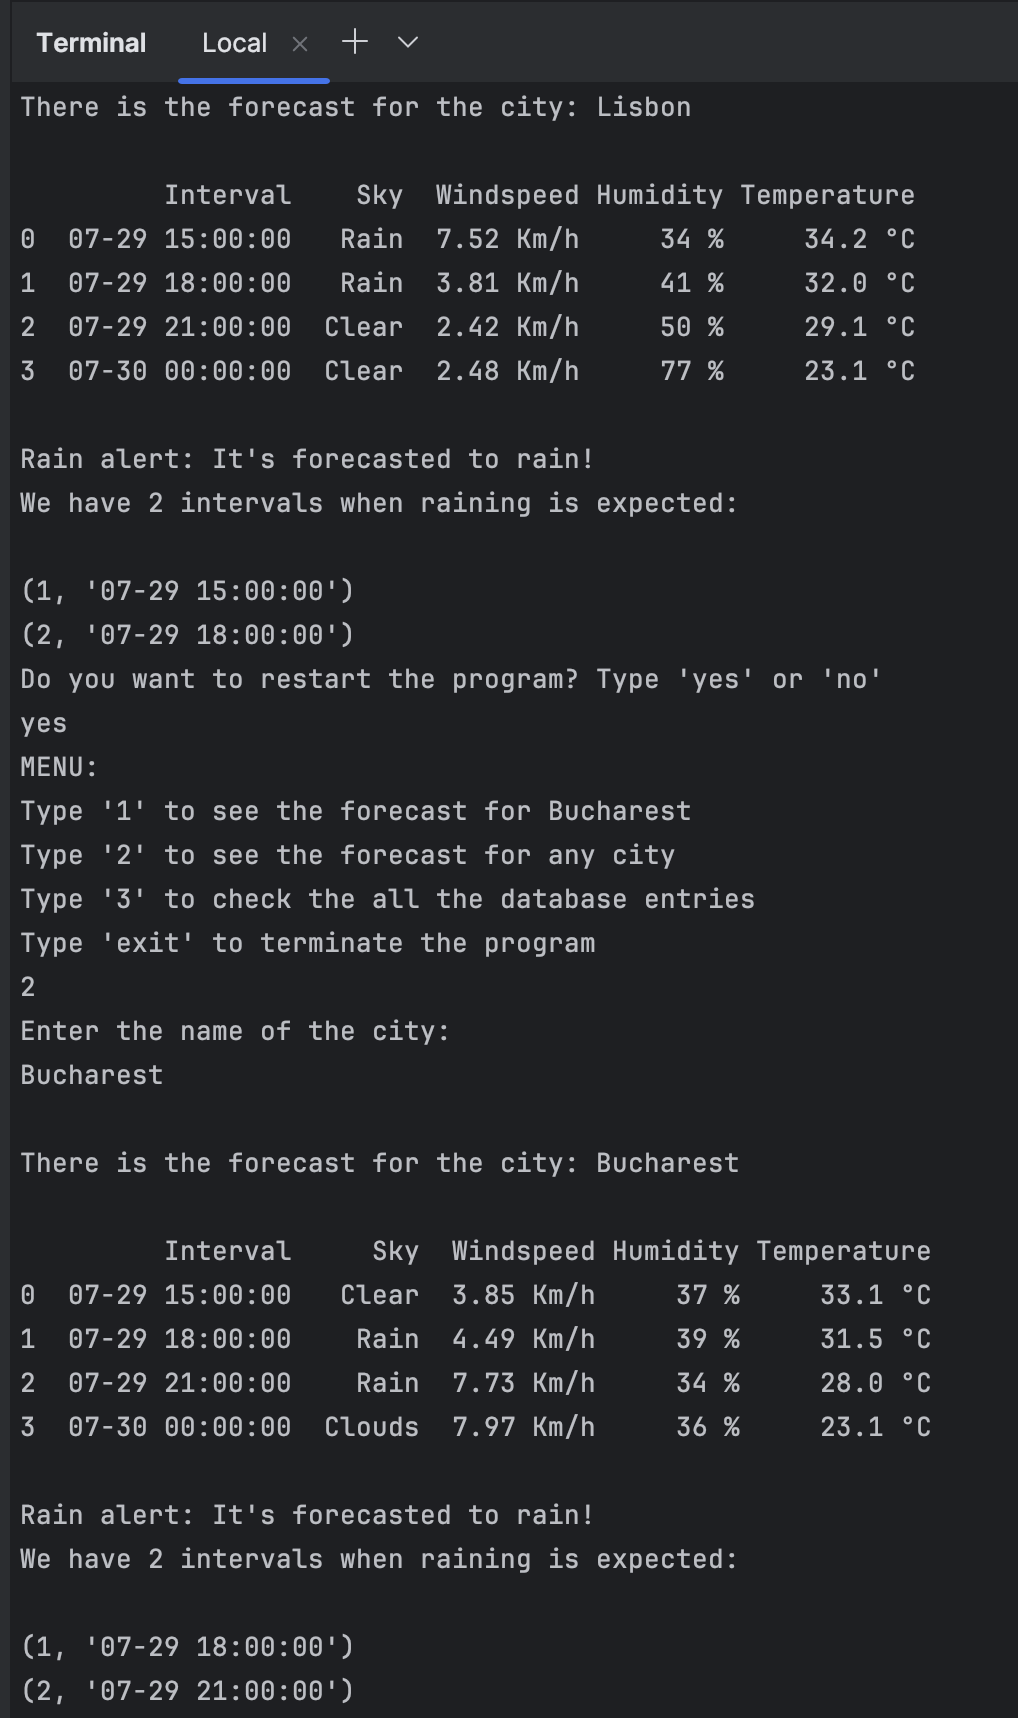 Terminal Local
There is the forecast for the city: Lisbon
Interval Sky Windspeed Humidity Temperature
0 07-29 15:00:00 Rain 7.52 Km/h 34 % 34.2 °C
1 07-29 18:00:00 Rain 3.81 Km/h 41 % 32.0 °C
2 07-29 21:00:00 Clear 2.42 Km/h 50 % 29.1 °C
3 07-30 00:00:00 Clear 2.48 Km/h 77 % 23.1 °C
Rain alert: It's forecasted to rain!
We have 2 intervals when raining is expected:
(1, '07-29 15:00:00')
(2, '07-29 18:00:00')
Do you want to restart the program? Type 'yes' or 'no'
yes
MENU:
Type '1' to see the forecast for Bucharest
Type '2' to see the forecast for any city
Type '3' to check the all the database entries
Type 'exit' to terminate the program
2
Enter the name of the city:
Bucharest
There is the forecast for the city: Bucharest
Interval Sky Windspeed Humidity Temperature
0 07-29 15:00:00 Clear 3.85 Km/h 37 % 33.1 °C
1 07-29 18:00:00 Rain 4.49 Km/h 39 % 31.5 °C
2 07-29 21:00:00 Rain 7.73 Km/h 34 % 28.0 °C
3 07-30 00:00:00 Clouds 7.97 Km/h 36 % 23.1 °C
Rain alert: It's forecasted to rain!
We have 2 intervals when raining is expected:
(1, '07-29 18:00:00')
(2, '07-29 21:00:00')